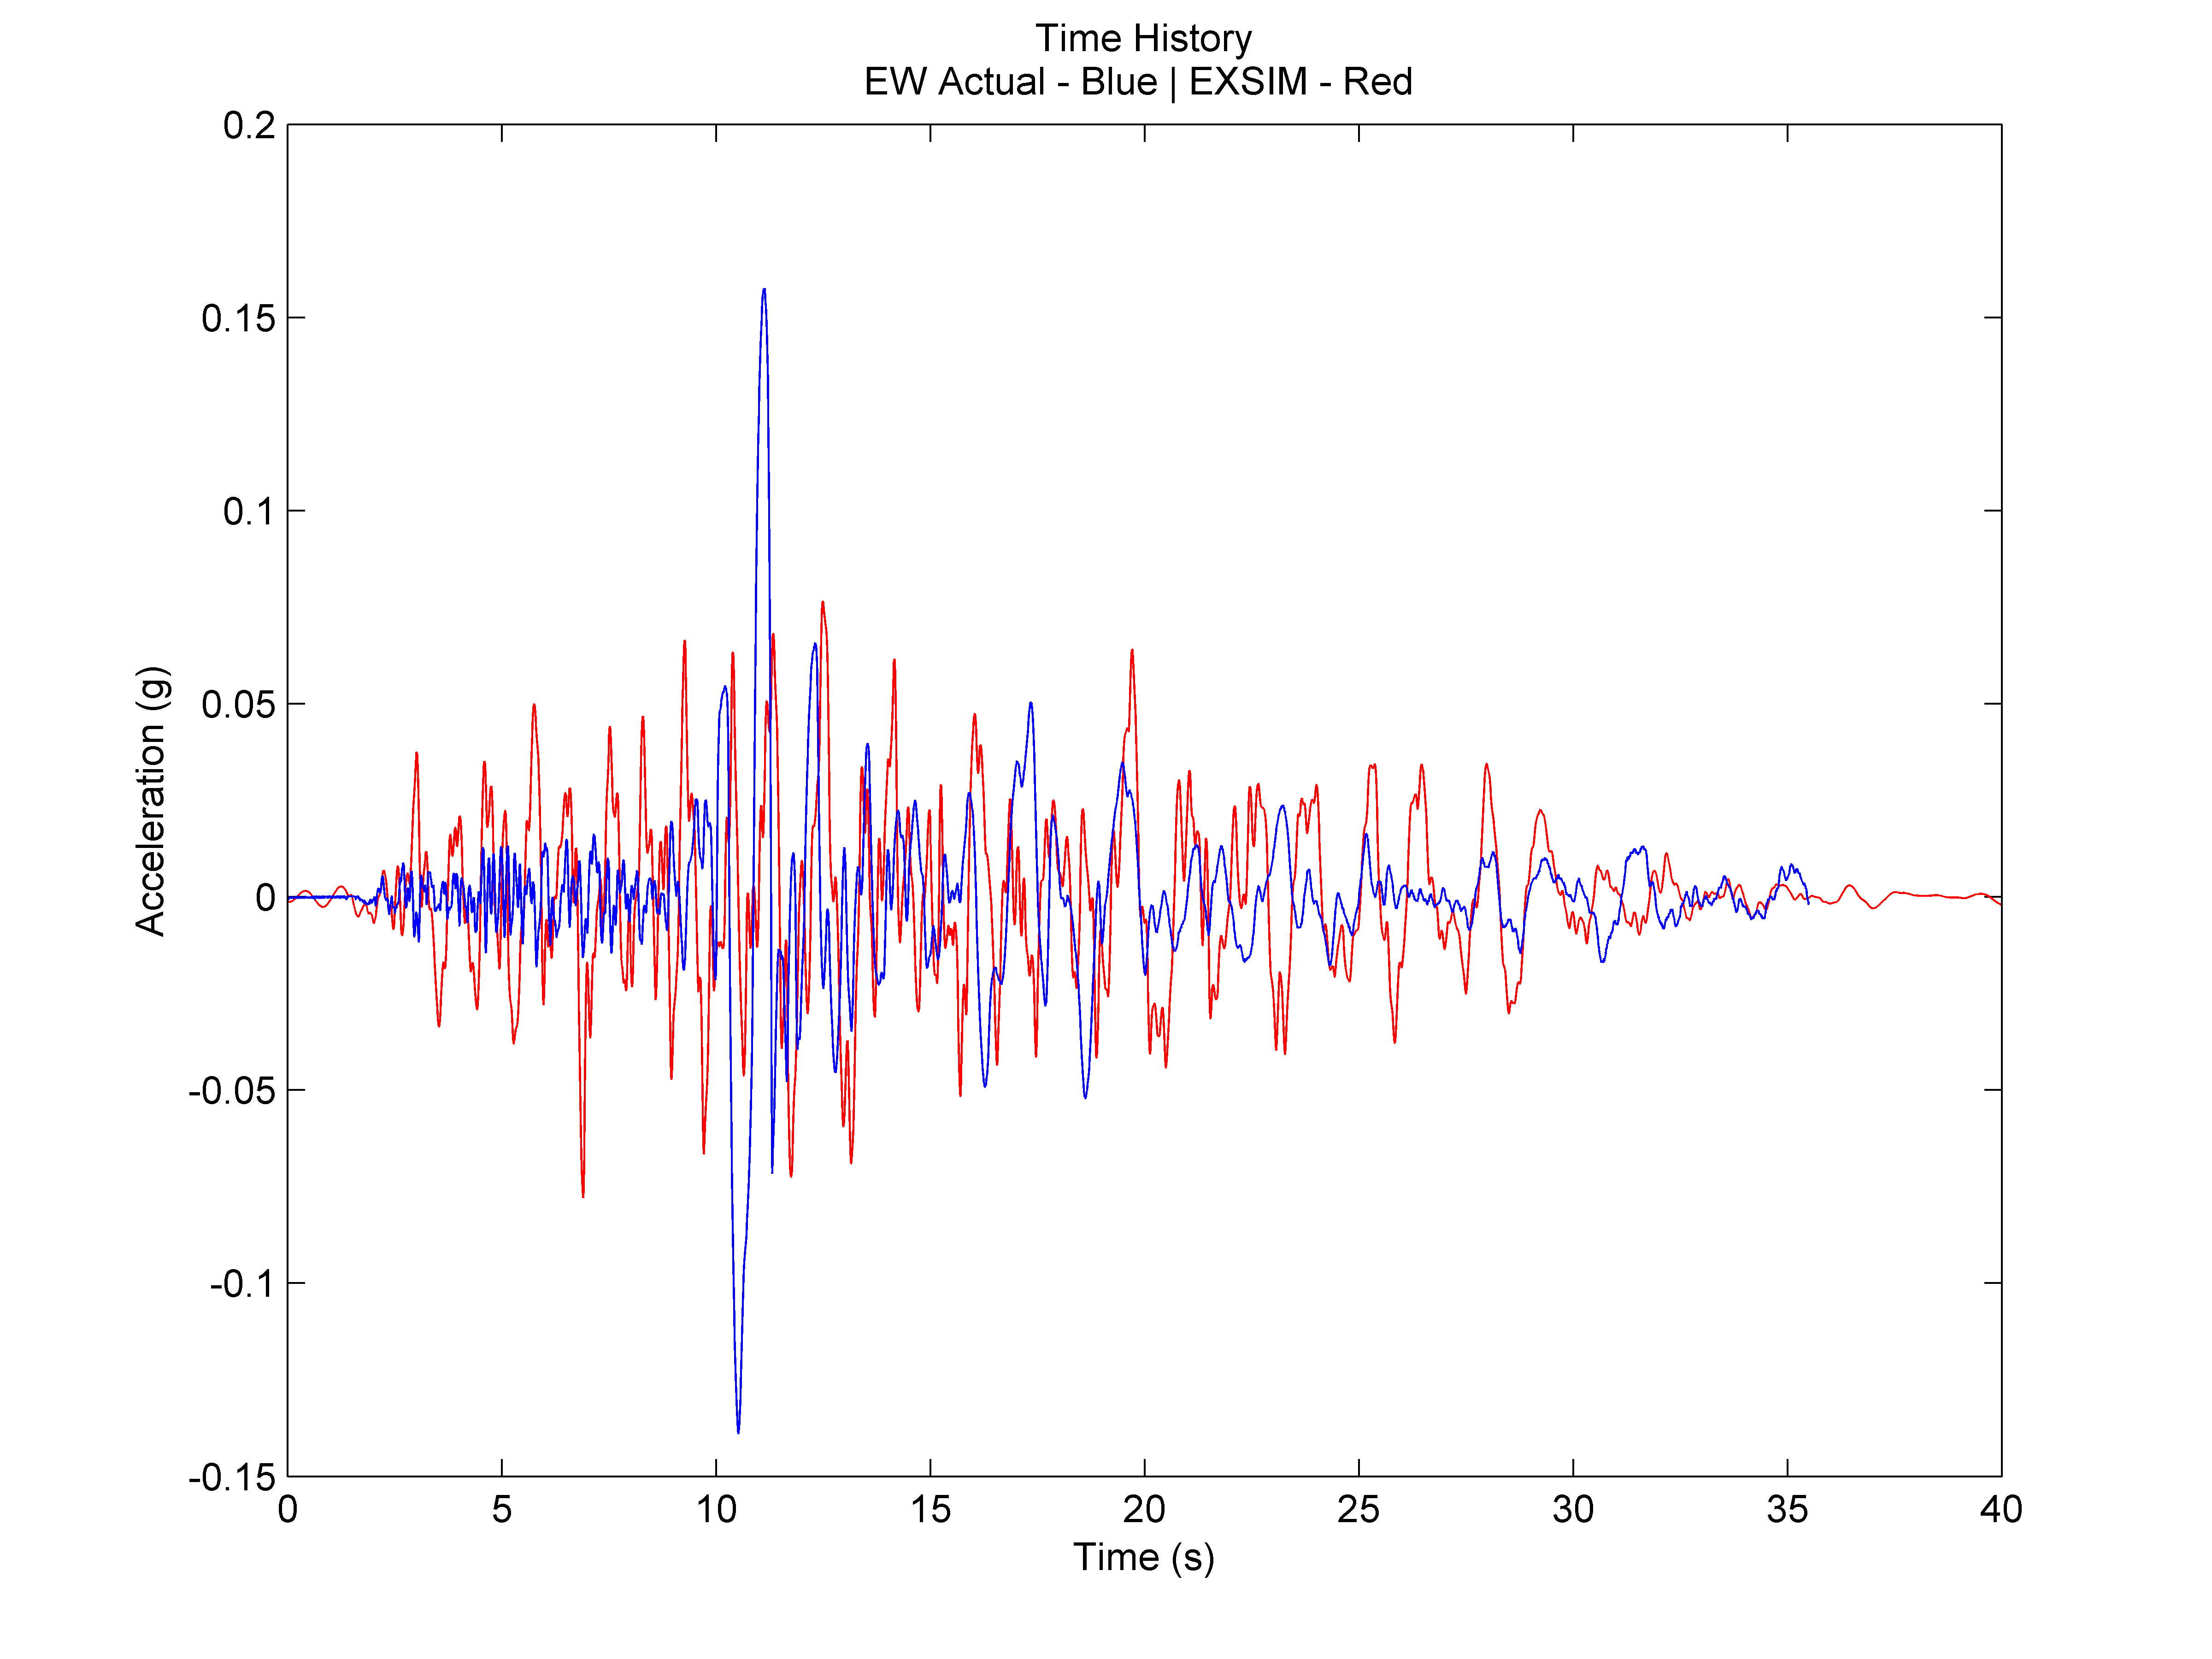 Time History
EW Actual - Blue | EXSIM - Red
0.2
0.15
0.1
0.05
0
-0.05
-0.1
-0.15
Acceleration (g)
0 5 10 15 20 25 30 35 40
Time (s)